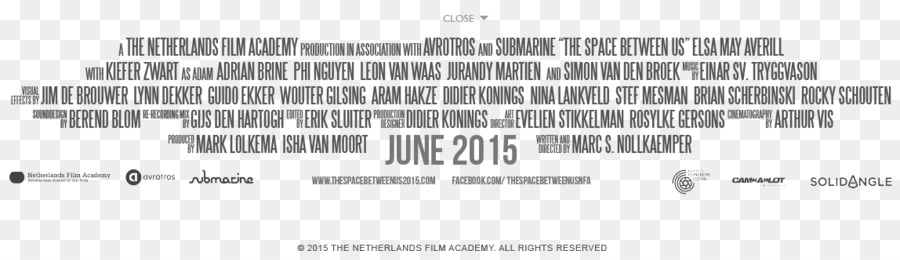 CLOSE
A THE NETHERLANDS FILM ACADEMY PRODUCTION IN ASSOCIATION WITH AVROTROS AND SUBMARINE "THE SPACE BETWEEN US" ELSA MAY AVERILL
WITH KIEFER ZWART AS ADAM ADRIAN BRINE PHI NGUYEN LEON VAN WAAS JURANDY MARTIEN AND SIMON VAN DEN BROEK MUSIC BY EINAR SV. TRYGGVASON
VISUAL EFFECTS BY JIM DE BROUWER LYNN DEKKER GUIDO EKKER WOUTER GILSING ARAM HAKZE DIDIER KONINGS NINA LANKVELD STEF MESMAN BRIAN SCHERBINSKI ROCKY SCHOUTEN
SOUNDDESIGN BY BEREND BLOM RE-RECORDING MIX BY GIJS DEN HARTOGH EDITED BY ERIK SLUITER PRODUCTION DESIGNER DIDIER KONINGS ART DIRECTOR EVELIEN STIKKELMAN ROSYLKE GERSONS CINEMATOGRAPHY BY ARTHUR VIS
PRODUCED BY MARK LOLKEMA ISHA VAN MOORT JUNE 2015 WRITTEN AND DIRECTED BY MARC S. NOLLKAEMPER
Netherlands Film Academy
avrotros submarine WWW.THESPACEBETWEENUS2015.COM FACEBOOK.COM/ THESPACEBETWEENUSNFA CAMALOT SOLIDANGLE
© 2015 THE NETHERLANDS FILM ACADEMY. ALL RIGHTS RESERVED